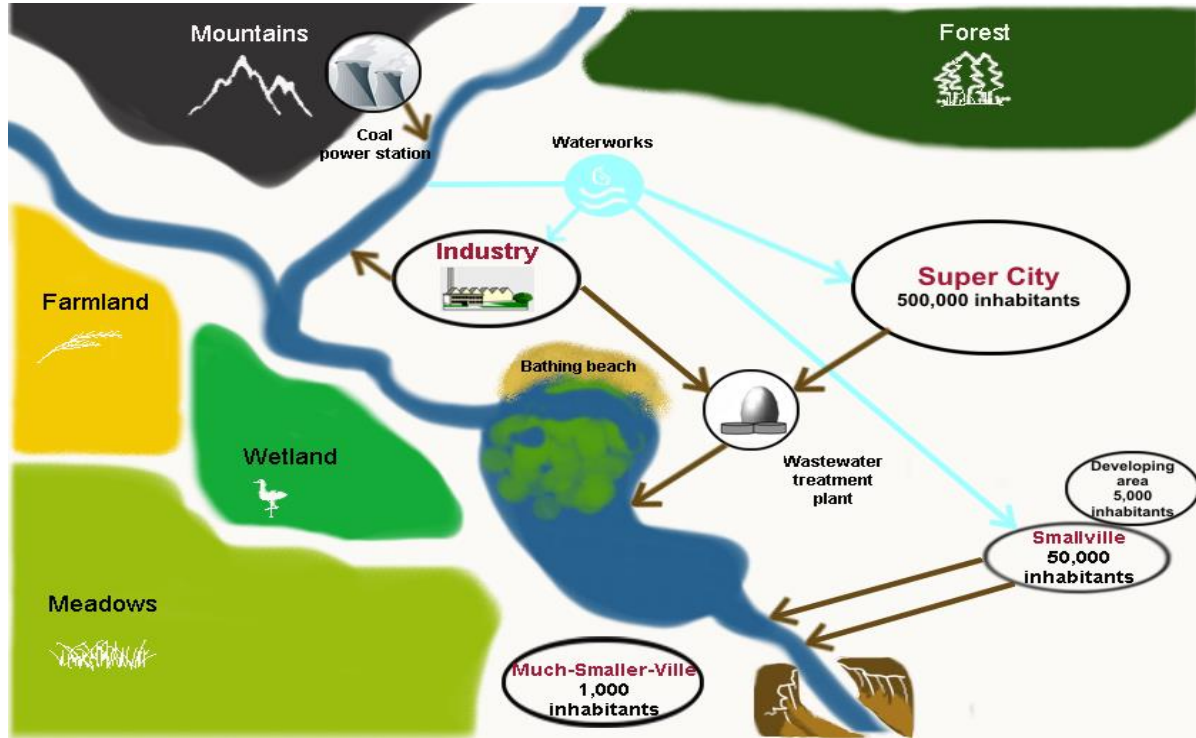 Mountains
Forest
Coal
power station
Waterworks
Industry
Super City
500,000 inhabitants
Farmland
Bathing beach
Wetland
Wastewater
treatment
plant
Developing
area
5,000
inhabitants
Smallville
50,000
inhabitants
Meadows
Much-Smaller-Ville
1,000
inhabitants